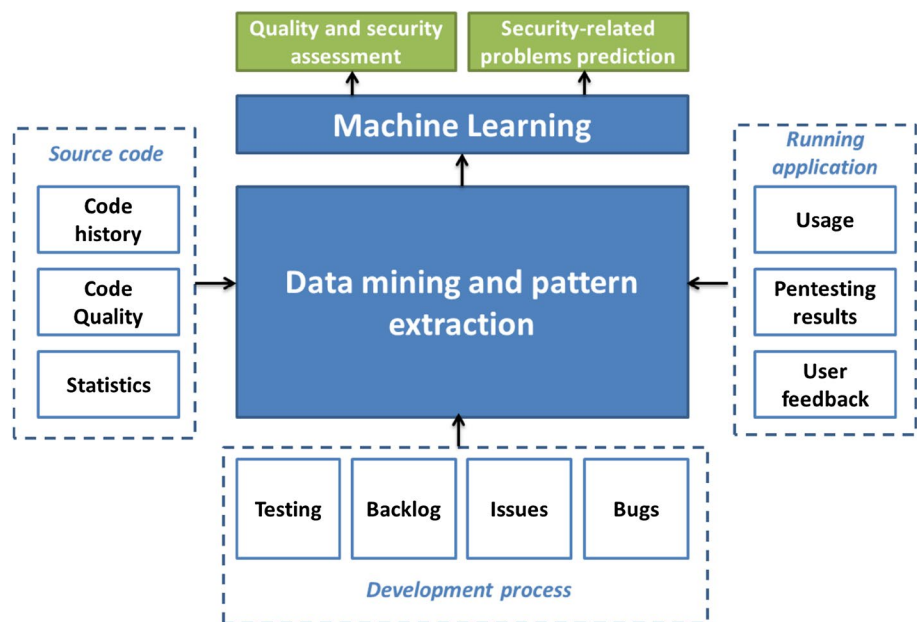 Quality and security
assessment
Security-related
problems prediction
Machine Learning
Source code
Code
history
Code
Quality
Statistics
Data mining and pattern
extraction
Running
application
Usage
Pentesting
results
User
feedback
Testing
Backlog
Issues
Bugs
Development process